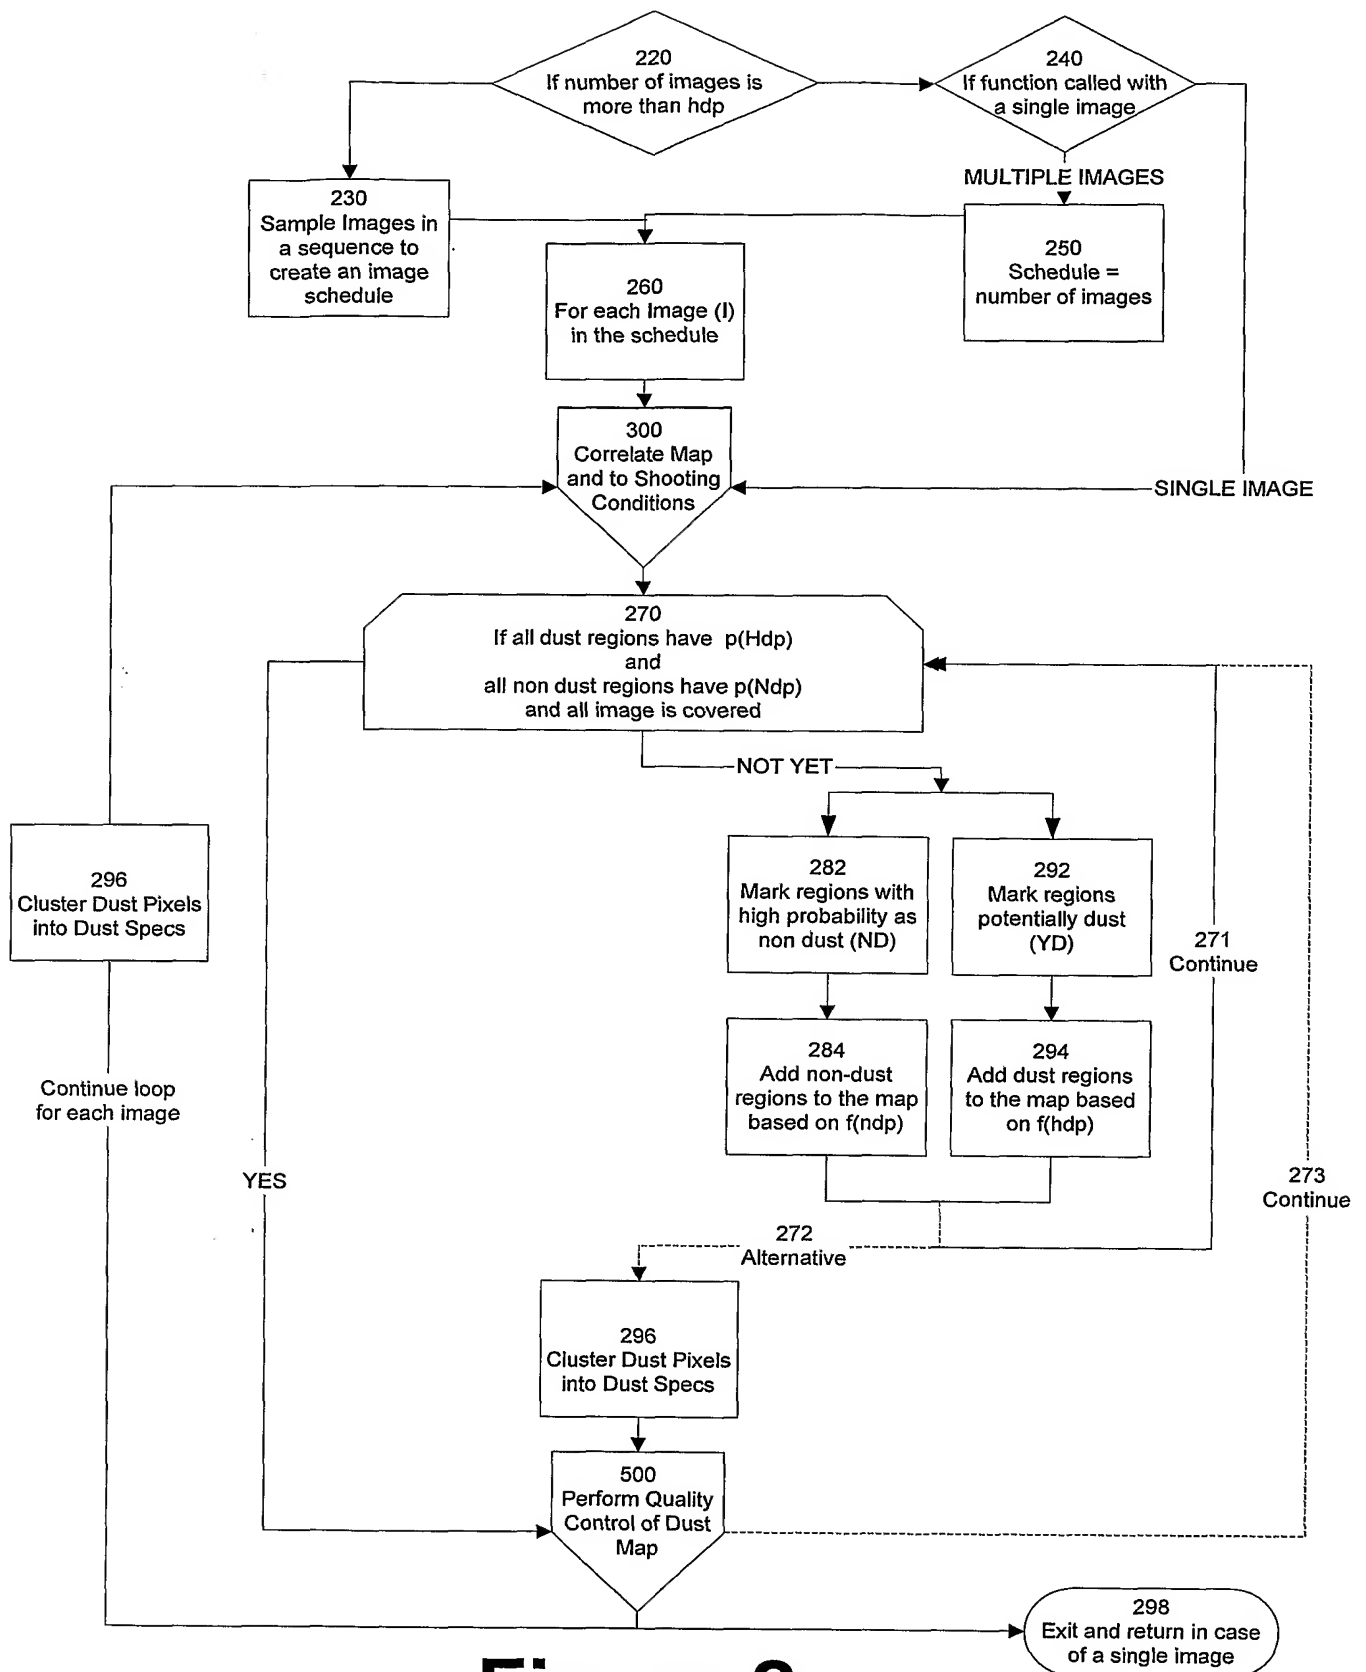 220
If number of images is
more than hdp
240
If function called with
a single image
MULTIPLE IMAGES
230
Sample Images in
a sequence to
create an image
schedule
250
Schedule =
number of images
260
For each Image (I)
in the schedule
300
Correlate Map
and to Shooting
Conditions
SINGLE IMAGE
270
If all dust regions have p(Hdp)
and
all non dust regions have p(Ndp)
and all image is covered
NOT YET
296
Cluster Dust Pixels
into Dust Specs
282
Mark regions with
high probability as
non dust (ND)
292
Mark regions
potentially dust
(YD)
271
Continue
284
Add non-dust
regions to the map
based on f(ndp)
294
Add dust regions
to the map based
on f(hdp)
Continue loop
for each image
YES
273
Continue
272
Alternative
296
Cluster Dust Pixels
into Dust Specs
500
Perform Quality
Control of Dust
Map
298
Exit and return in case
of a single image